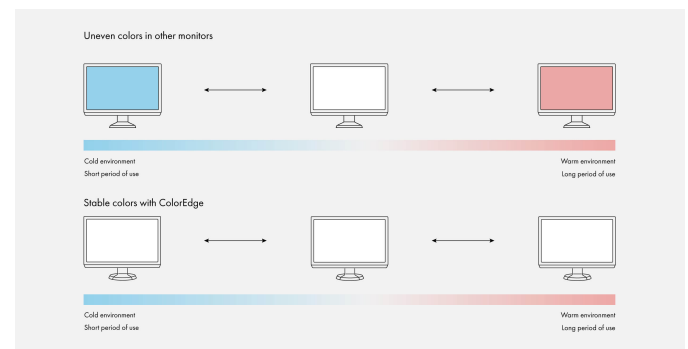 Uneven colors in other monitors
Cold environment
Short period of use
Warm environment
Long period of use
Stable colors with ColorEdge
Cold environment
Short period of use
Warm environment
Long period of use